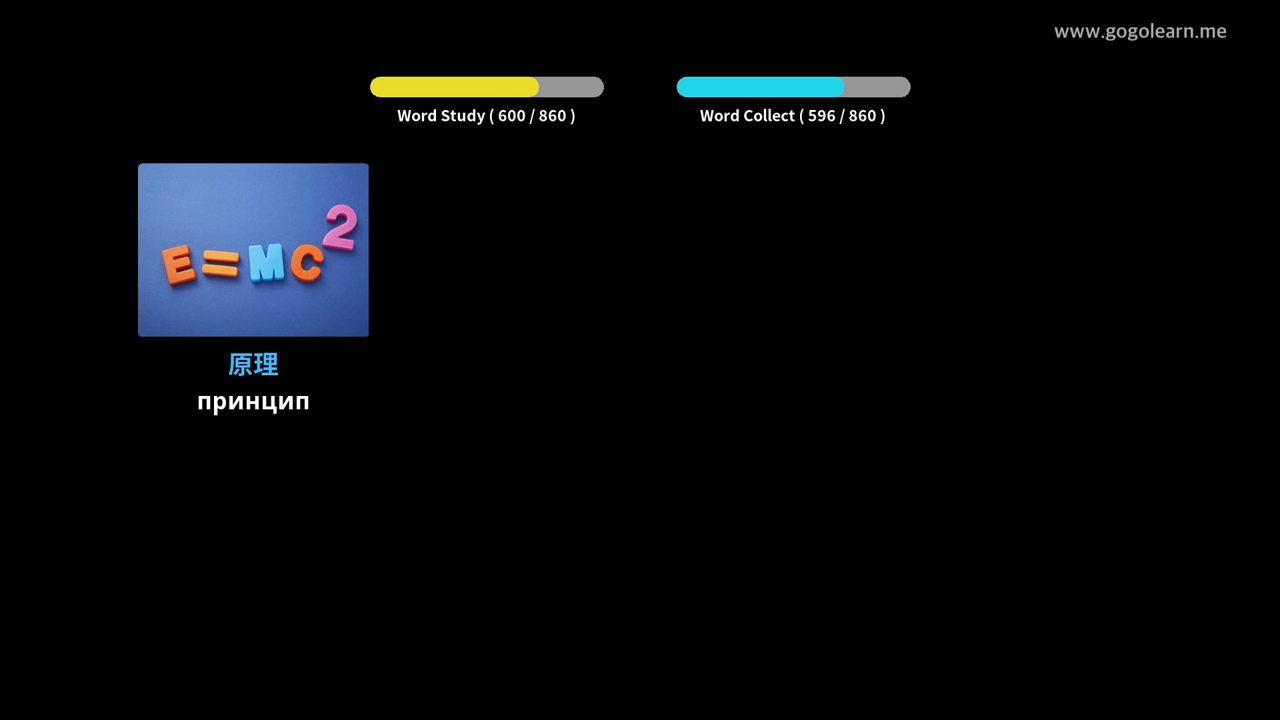 www.gogolearn.me
Word Study ( 600 / 860 )
Word Collect ( 596 / 860 )
E=MC2
原理
принцип